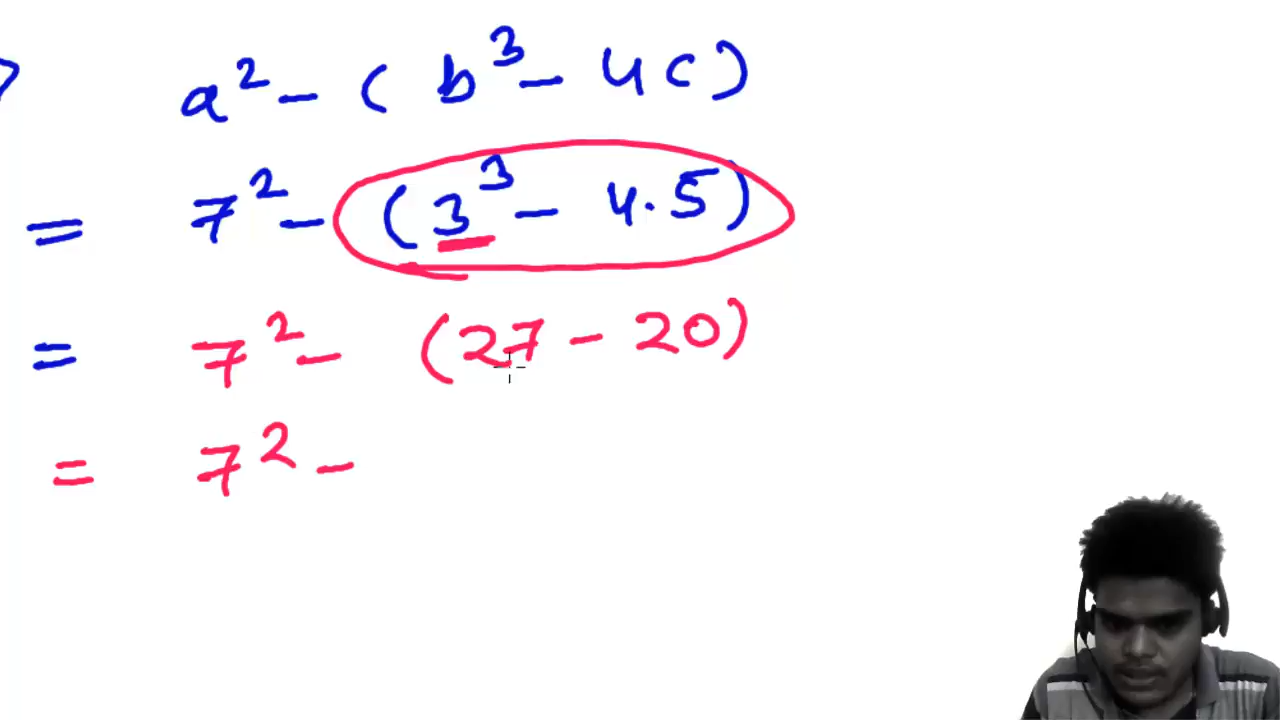 a² - (b³ - 4c)
= 7² - (3³ - 4.5)
= 7² - (27 - 20)
= 7² -